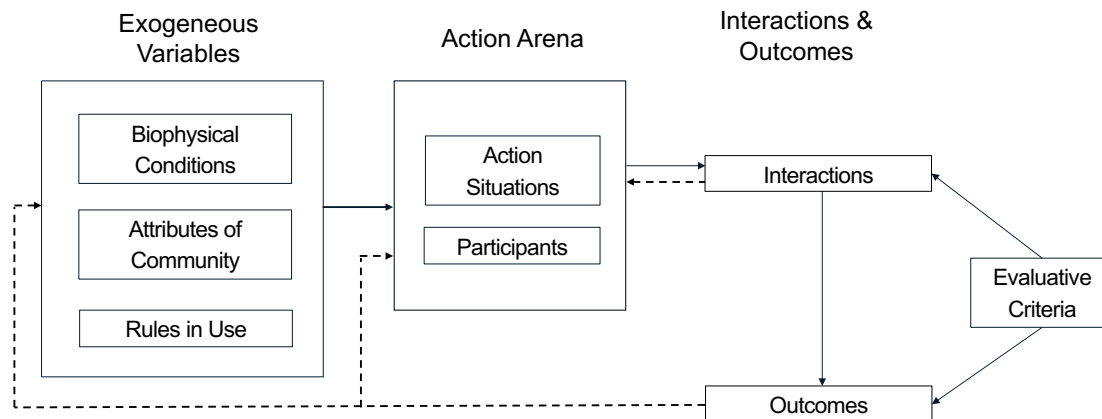 Exogeneous
Variables
Action Arena
Interactions &
Outcomes
Biophysical
Conditions
Attributes of
Community
Rules in Use
Action
Situations
Participants
Interactions
Evaluative
Criteria
Outcomes